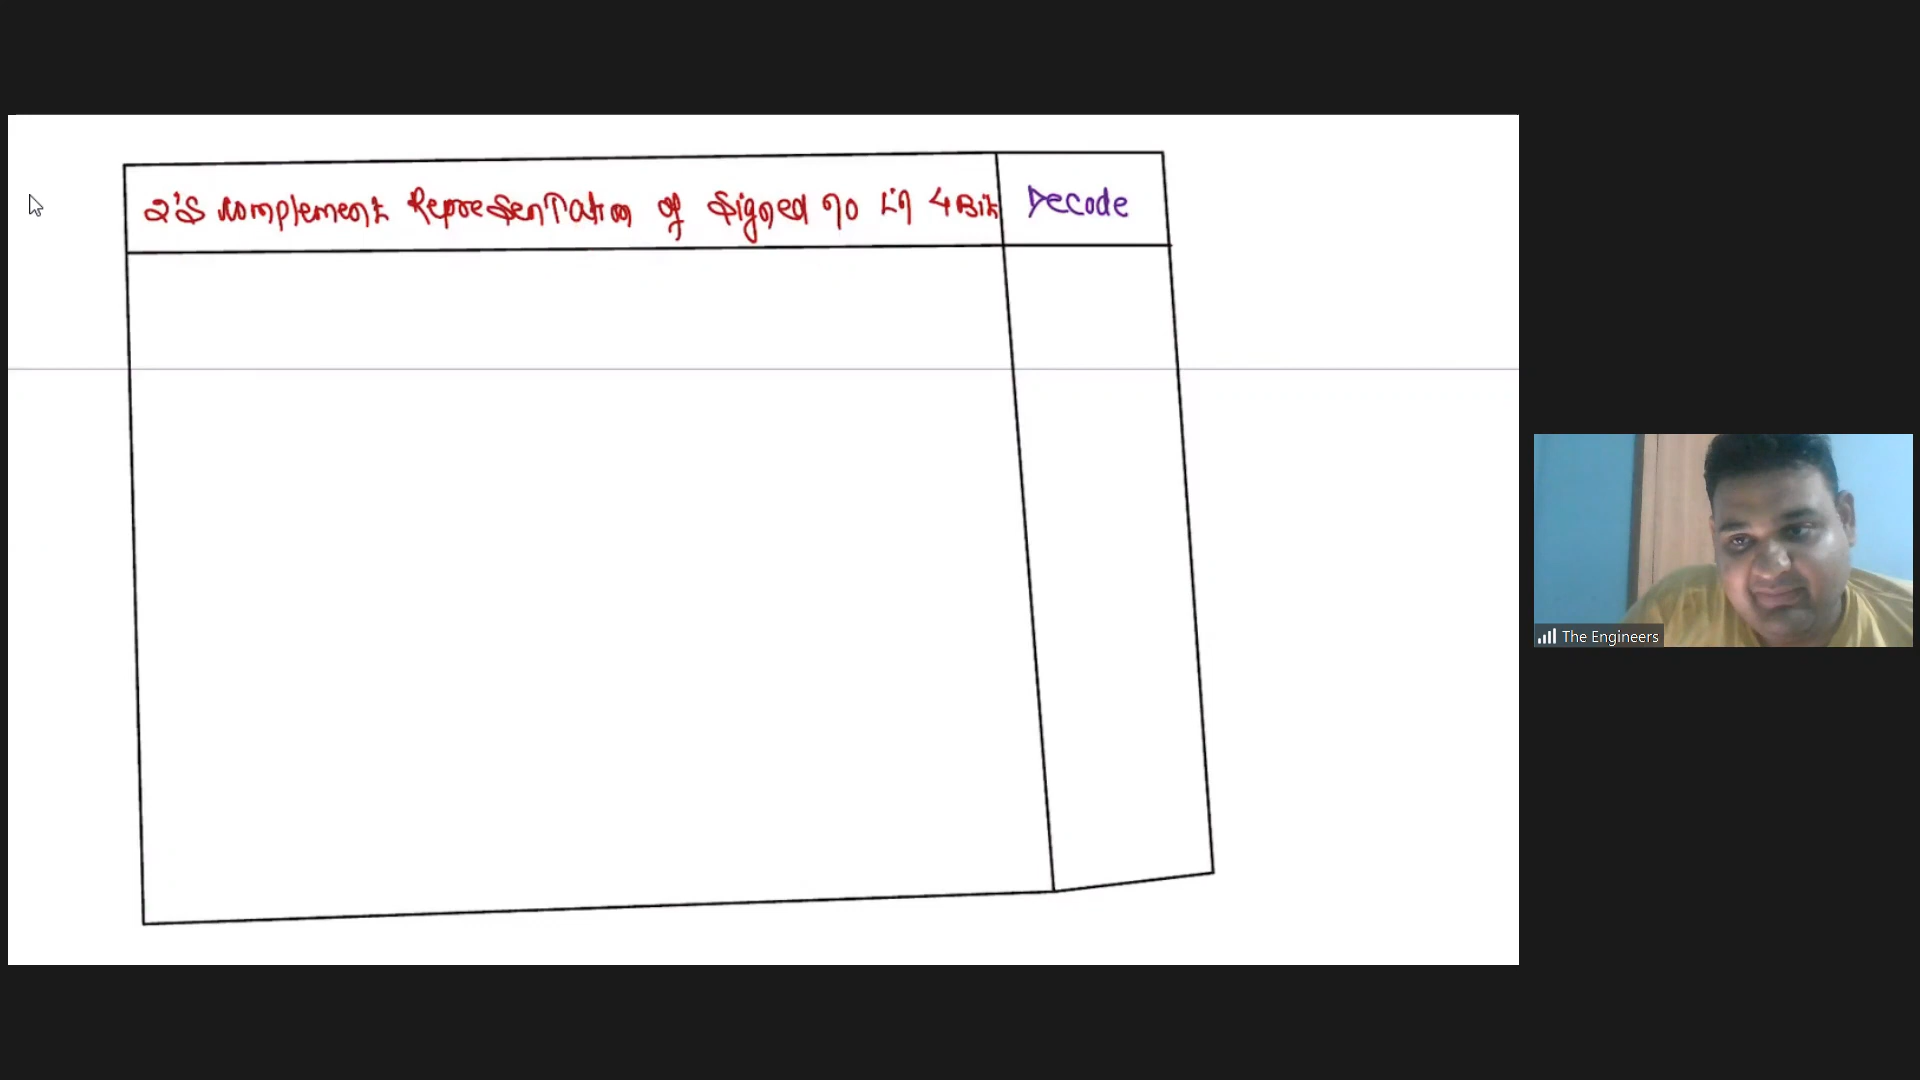 2's complement Representation of signed no in 4 Bit
Decode
The Engineers